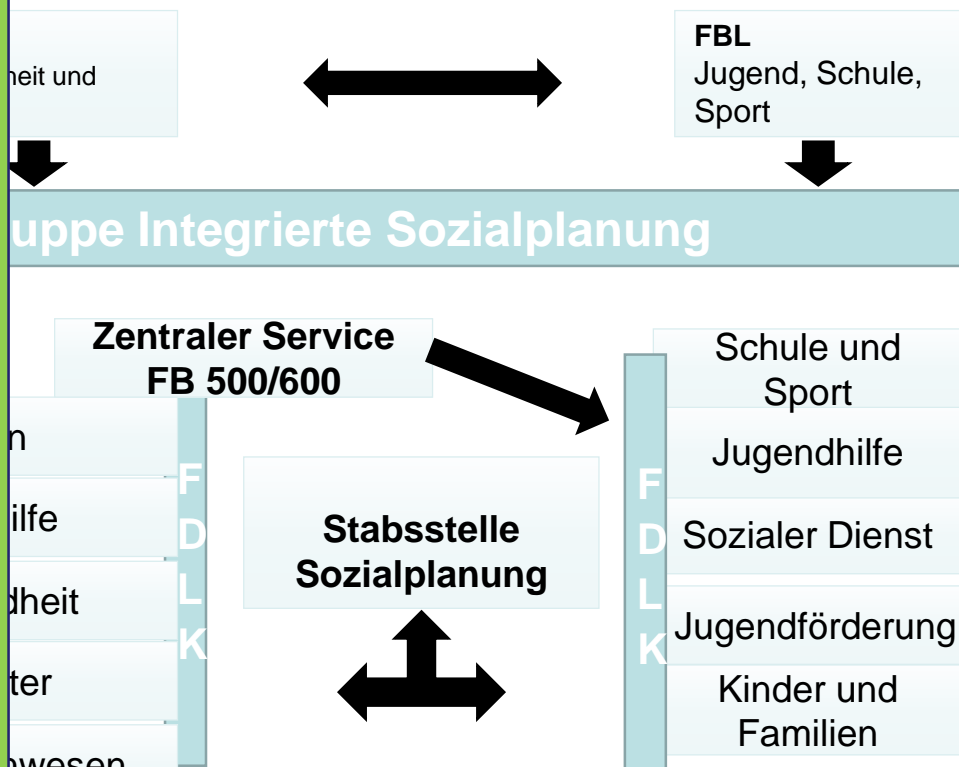 heit und
FBL
Jugend, Schule,
Sport
uppe Integrierte Sozialplanung
Zentraler Service
FB 500/600
n
ilfe
dheit
ter
wesen
F
D
L
K
Stabsstelle
Sozialplanung
F
D
L
K
Schule und
Sport
Jugendhilfe
Sozialer Dienst
Jugendförderung
Kinder und
Familien